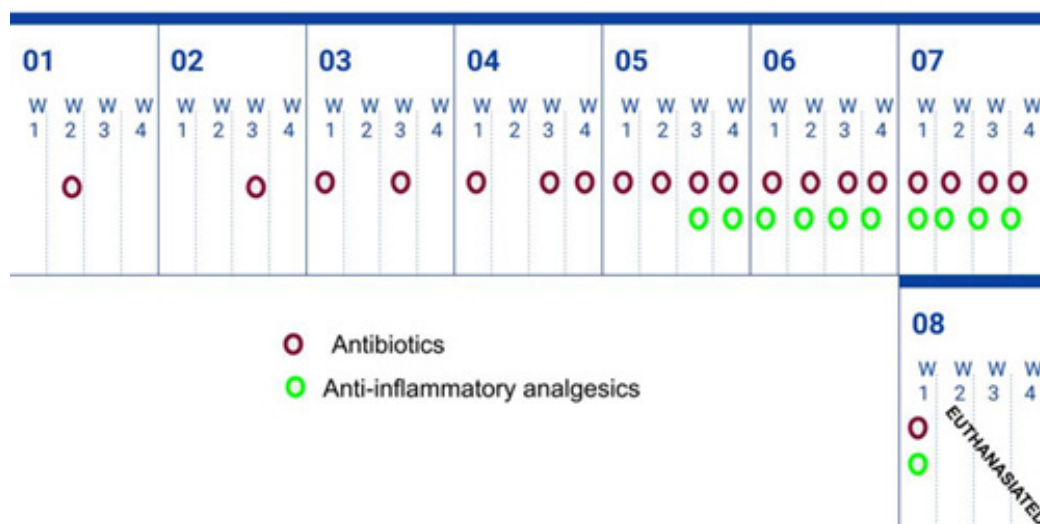 01 02 03 04 05 06 07
W W W W W W W W W W W W W W W W W W W W W W W W W W W W
1 2 3 4 1 2 3 4 1 2 3 4 1 2 3 4 1 2 3 4 1 2 3 4 1 2 3 4
08
Antibiotics
W W W W
Anti-inflammatory analgesics
1 2 3 4
EUTHANASIATED